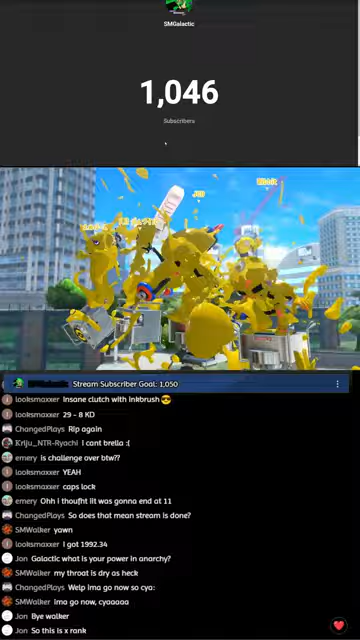 SMGalactic
1,046
Subscribers
Stream Subscriber Goal: 1,050
looksmaxxer Insane clutch with Inkbrush 😎
looksmaxxer 29 - 8 KD
ChangedPlays Rip again
Kriju_NTR-Ryachi I cant brella :(
emery is challenge over btw??
looksmaxxer YEAH
looksmaxxer caps lock
emery Ohh i thoufht iit was gonna end at 11
ChangedPlays So does that mean stream is done?
SMWalker yawn
looksmaxxer I got 1992.34
Jon Galactic what is your power in anarchy?
SMWalker my throat is dry as heck
ChangedPlays Welp ima go now so cya:
SMWalker ima go now, cyaaaaa
Jon Bye walker
Jon So this is x rank